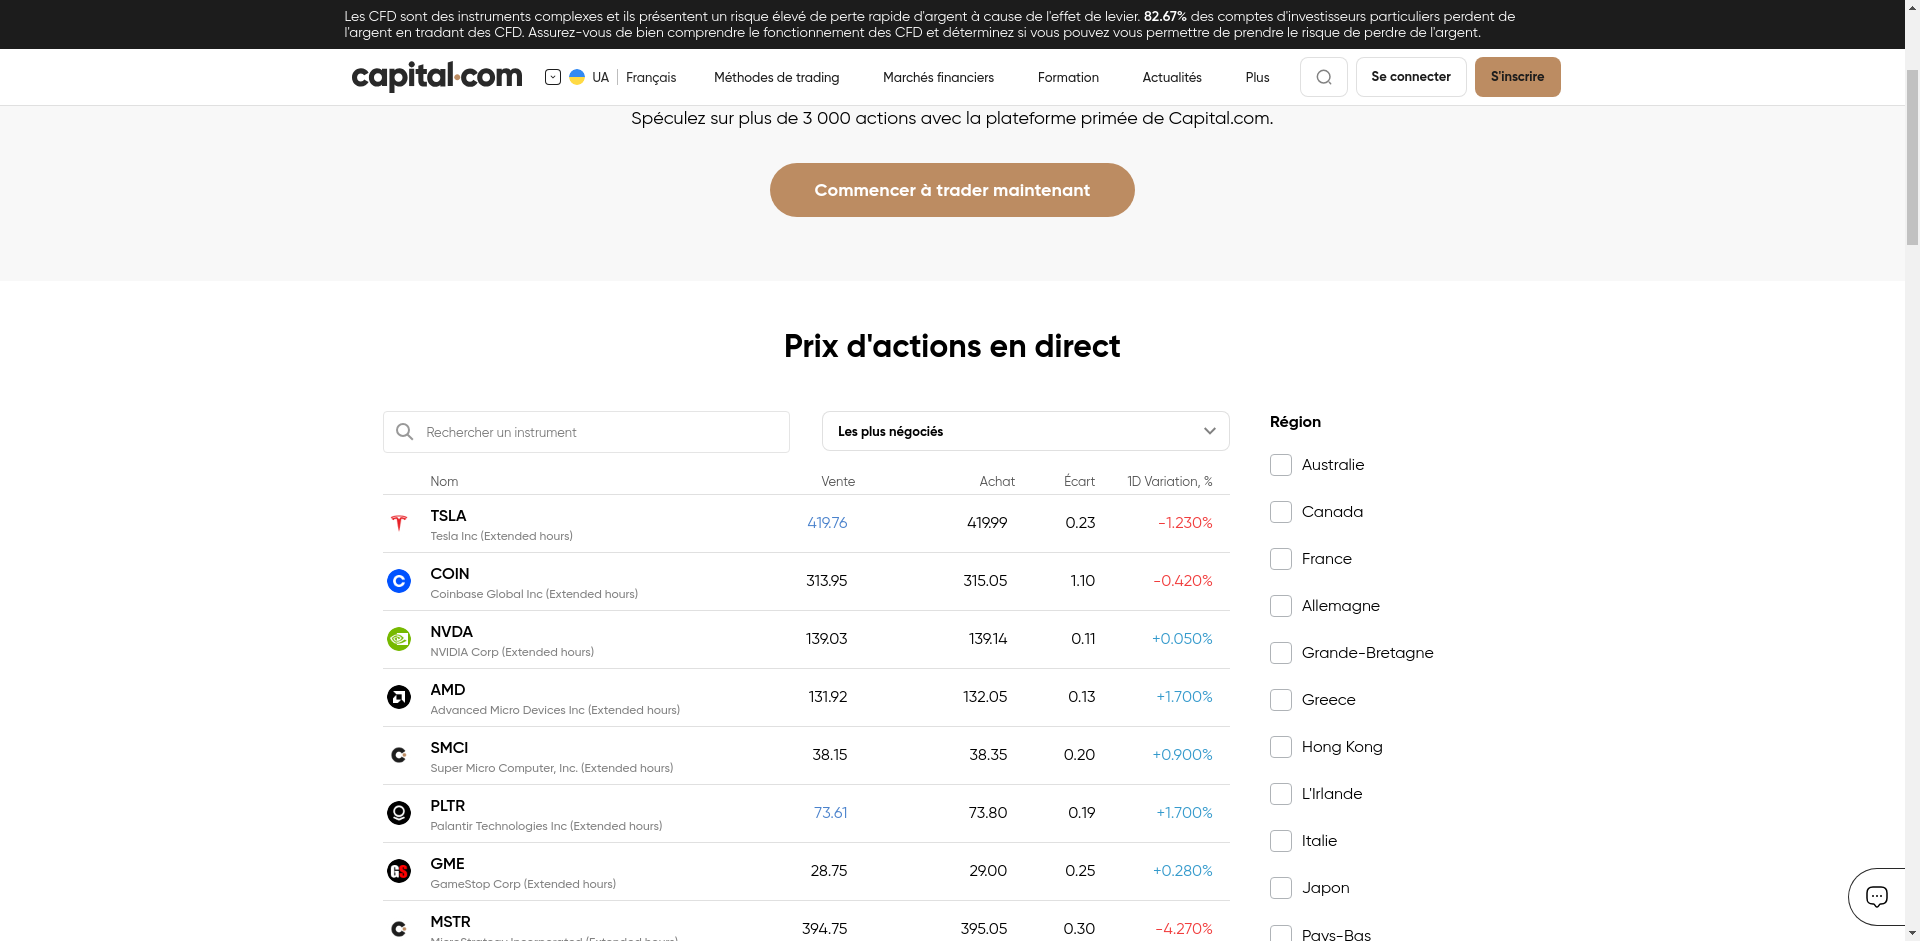 Les CFD sont des instruments complexes et ils présentent un risque élevé de perte rapide d'argent à cause de l'effet de levier. 82.67% des comptes d'investisseurs particuliers perdent de
l'argent en tradant des CFD. Assurez-vous de bien comprendre le fonctionnement des CFD et déterminez si vous pouvez vous permettre de prendre le risque de perdre de l'argent.
capital.com UA Français Méthodes de trading Marchés financiers Formation Actualités Plus Se connecter S'inscrire
Spéculez sur plus de 3 000 actions avec la plateforme primée de Capital.com.
Commencer à trader maintenant
Prix d'actions en direct
Rechercher un instrument
Les plus négociés
Nom Vente Achat Écart 1D Variation, %
TSLA 419.76 419.99 0.23 -1.230%
Tesla Inc (Extended hours)
COIN 313.95 315.05 1.10 -0.420%
Coinbase Global Inc (Extended hours)
NVDA 139.03 139.14 0.11 +0.050%
NVIDIA Corp (Extended hours)
AMD 131.92 132.05 0.13 +1.700%
Advanced Micro Devices Inc (Extended hours)
SMCI 38.15 38.35 0.20 +0.900%
Super Micro Computer, Inc. (Extended hours)
PLTR 73.61 73.80 0.19 +1.700%
Palantir Technologies Inc (Extended hours)
GME 28.75 29.00 0.25 +0.280%
GameStop Corp (Extended hours)
MSTR 394.75 395.05 0.30 -4.270%
MicroStrategy Incorporated (Extended hours)
Région
Australie
Canada
France
Allemagne
Grande-Bretagne
Greece
Hong Kong
L'Irlande
Italie
Japon
Pays-Bas